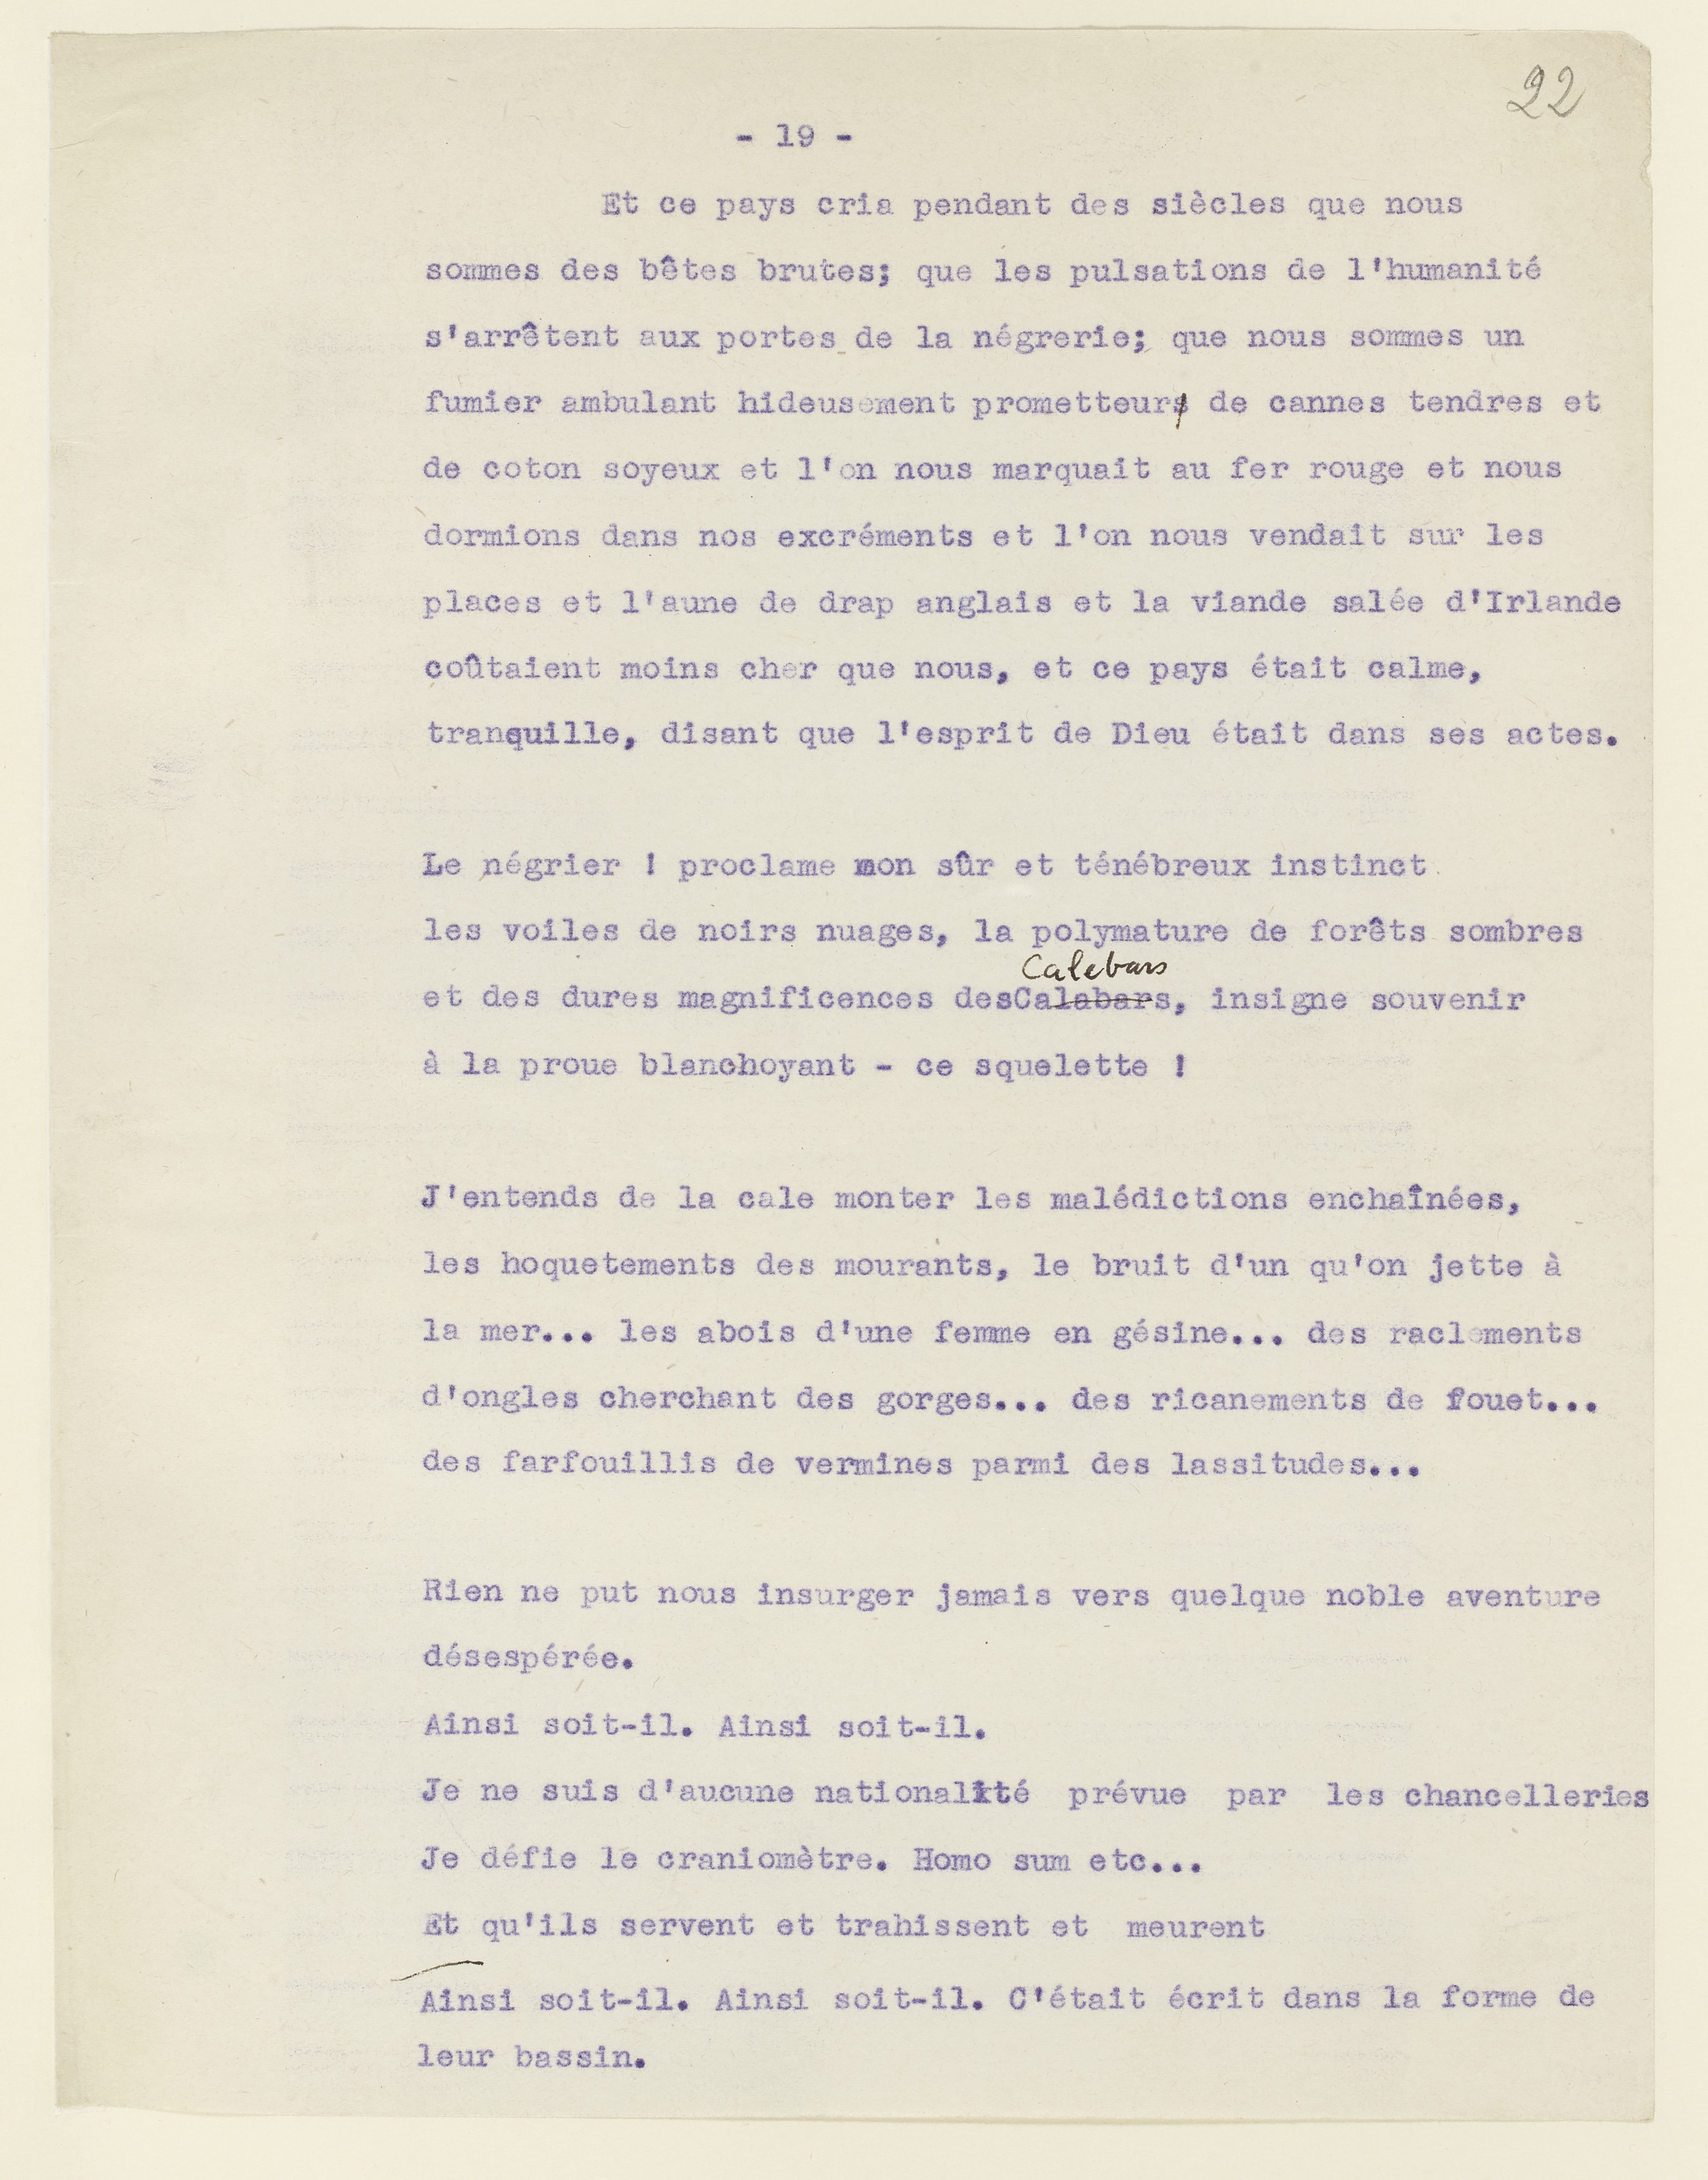 22
- 19 -
Et ce pays cria pendant des siècles que nous
sommes des bêtes brutes; que les pulsations de l'humanité
s'arrêtent aux portes de la négrerie; que nous sommes un
fumier ambulant hideusement prometteurs de cannes tendres et
de coton soyeux et l'on nous marquait au fer rouge et nous
dormions dans nos excréments et l'on nous vendait sur les
places et l'aune de drap anglais et la viande salée d'Irlande
coûtaient moins cher que nous, et ce pays était calme,
tranquille, disant que l'esprit de Dieu était dans ses actes.
Le négrier ! proclame mon sûr et ténébreux instinct
les voiles de noirs nuages, la polymature de forêts sombres
Calebars
et des dures magnificences desCalabars, insigne souvenir
à la proue blanchoyant - ce squelette !
J'entends de la cale monter les malédictions enchaînées,
les hoquetements des mourants, le bruit d'un qu'on jette à
la mer... les abois d'une femme en gésine... des raclements
d'ongles cherchant des gorges... des ricanements de fouet...
des farfouillis de vermines parmi des lassitudes...
Rien ne put nous insurger jamais vers quelque noble aventure
désespérée.
Ainsi soit-il. Ainsi soit-il.
Je ne suis d'aucune nationalité prévue par les chancelleries
Je défie le craniomètre. Homo sum etc...
Et qu'ils servent et trahissent et meurent
Ainsi soit-il. Ainsi soit-il. C'était écrit dans la forme de
leur bassin.